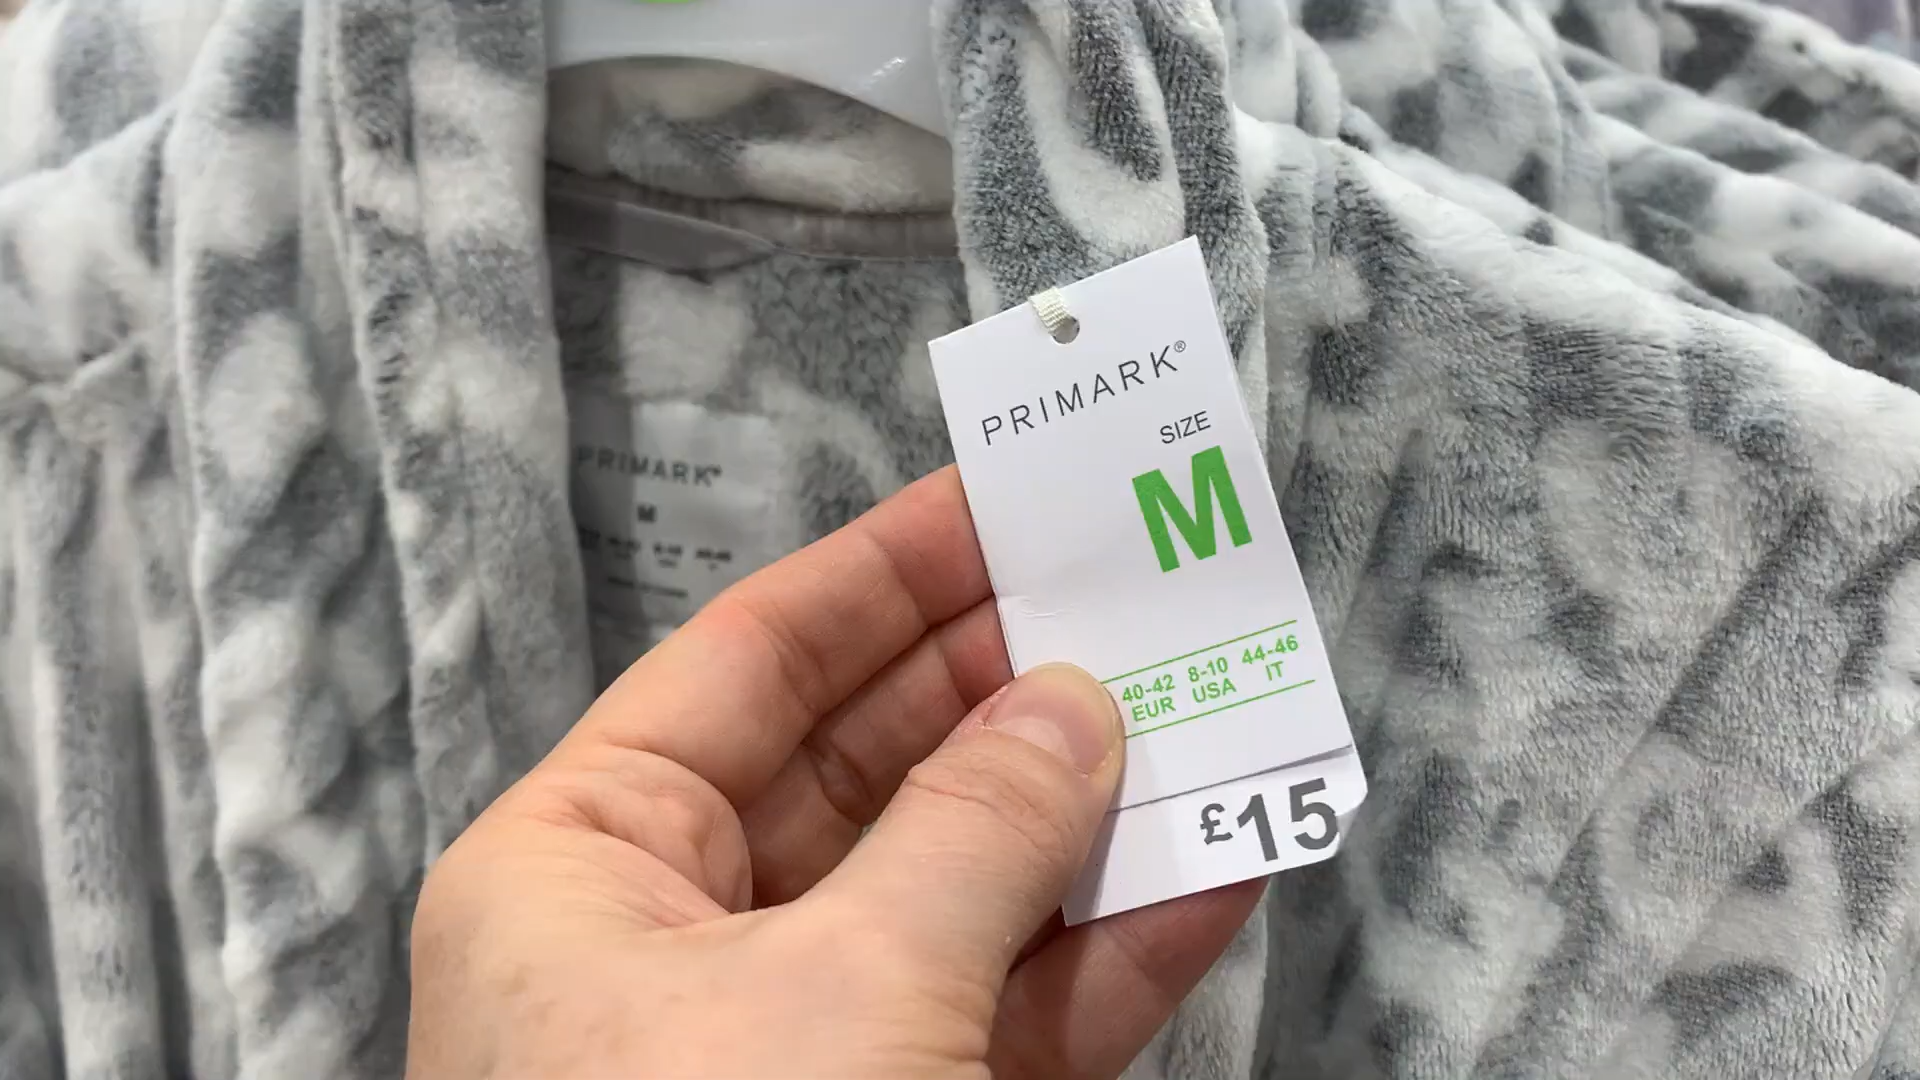 PRIMARK®
SIZE
M
40-42 8-10 44-46
EUR USA IT
£15
PRIMARK®
M